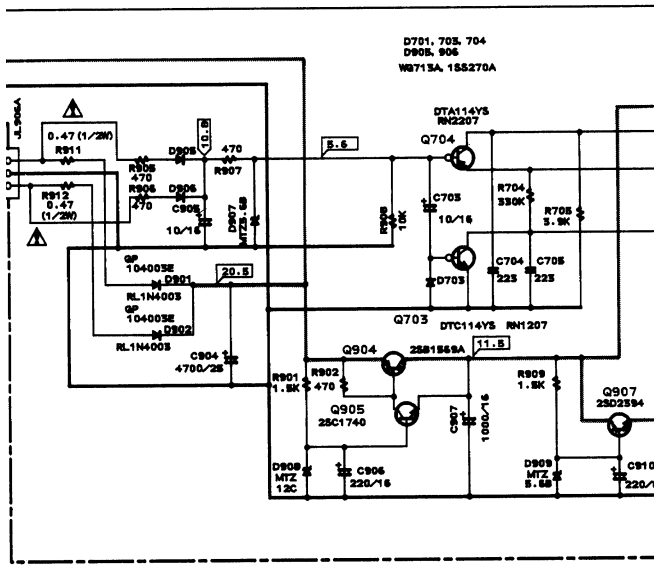 D701, 703, 704
D905, 906
WG713A, 1SS270A
JL906A
0.47 (1/2W)
R911
R905
470
D905
10.8
470
R907
5.6
DTA114YS
RN2207
Q704
R906
470
D906
R912
0.47
(1/2W)
C905
10/16
D907
MTZ5.6B
R908
10K
C703
10/16
R704
330K
R705
3.9K
GP
104003E
D901
RL1N4003
20.5
D703
C704
223
C705
223
GP
104003E
D902
RL1N4003
Q703
DTC114YS RN1207
C904
4700/25
Q904
2SB1569A
11.5
R901
1.5K
R902
470
R909
1.5K
Q907
2SD2394
Q905
2SC1740
C907
1000/16
D908
MTZ
12C
C906
220/16
D909
MTZ
5.6B
C910